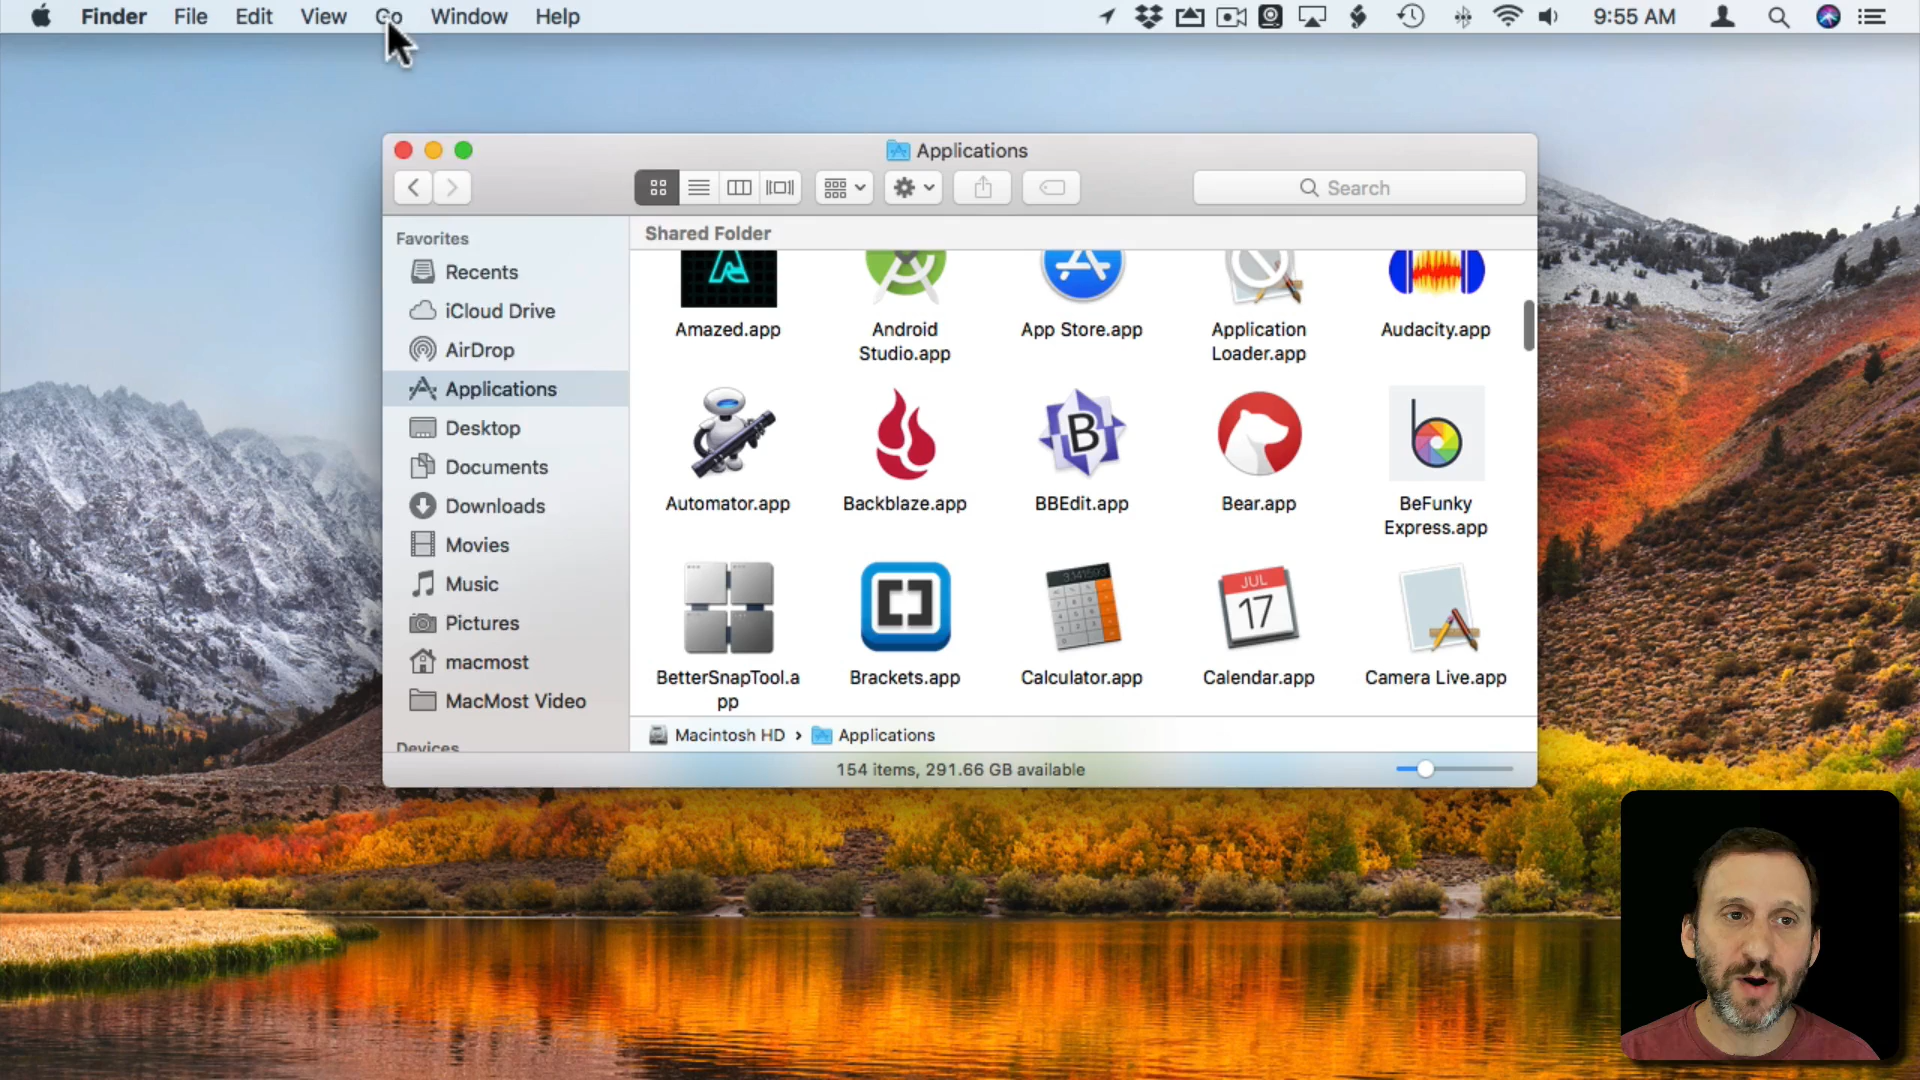 Finder File Edit View Go Window Help 9:55 AM
Applications
Search
Favorites
Recents
iCloud Drive
AirDrop
Applications
Desktop
Documents
Downloads
Movies
Music
Pictures
macmost
MacMost Video
Devices
Shared Folder
Amazed.app
Android
Studio.app
App Store.app
Application
Loader.app
Audacity.app
Automator.app
Backblaze.app
BBEdit.app
Bear.app
BeFunky
Express.app
BetterSnapTool.a
pp
Brackets.app
3.141593
Calculator.app
JUL
17
Calendar.app
Camera Live.app
Macintosh HD › Applications
154 items, 291.66 GB available